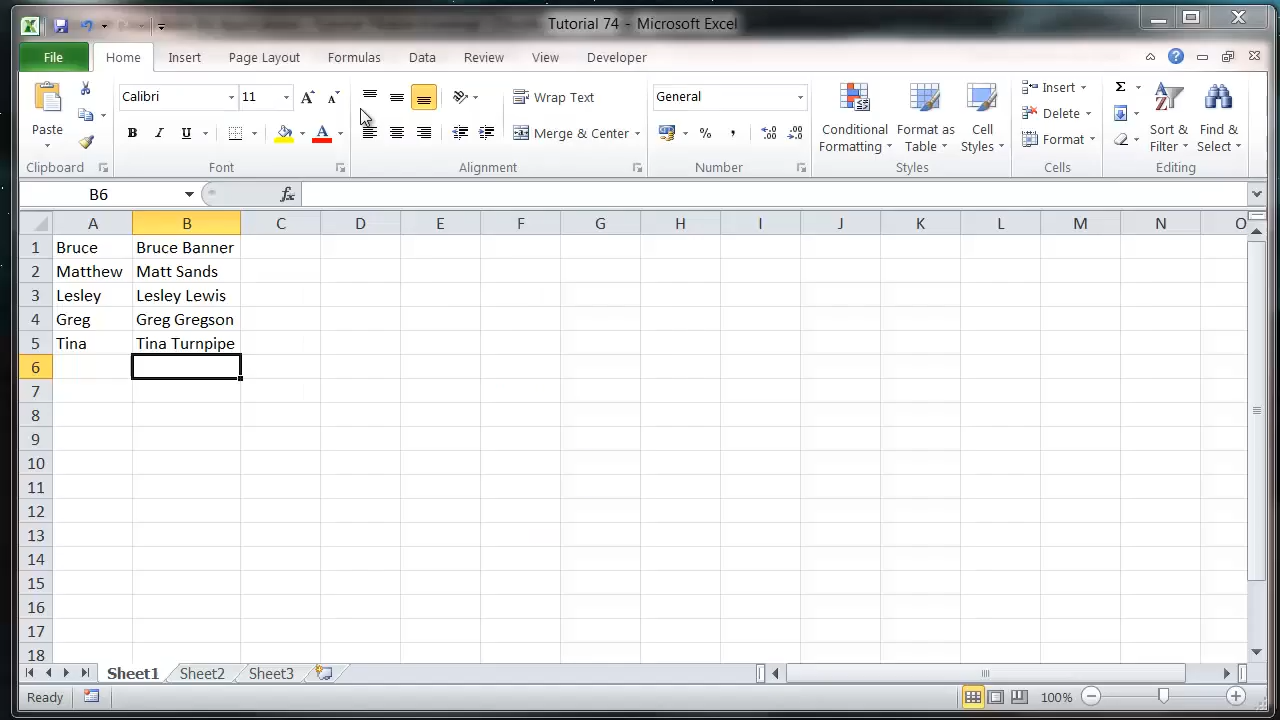 Tutorial 74 - Microsoft Excel
File Home Insert Page Layout Formulas Data Review View Developer
Calibri 11 Wrap Text General Insert Σ
Paste B I U A Merge & Center % , Conditional Formatting Format as Table Cell Styles Delete Format Sort & Filter Find & Select
Clipboard Font Alignment Number Styles Cells Editing
B6 fx
A B C D E F G H I J K L M N O
1 Bruce Bruce Banner
2 Matthew Matt Sands
3 Lesley Lesley Lewis
4 Greg Greg Gregson
5 Tina Tina Turnpipe
6
7
8
9
10
11
12
13
14
15
16
17
18
Sheet1 Sheet2 Sheet3
Ready 100%